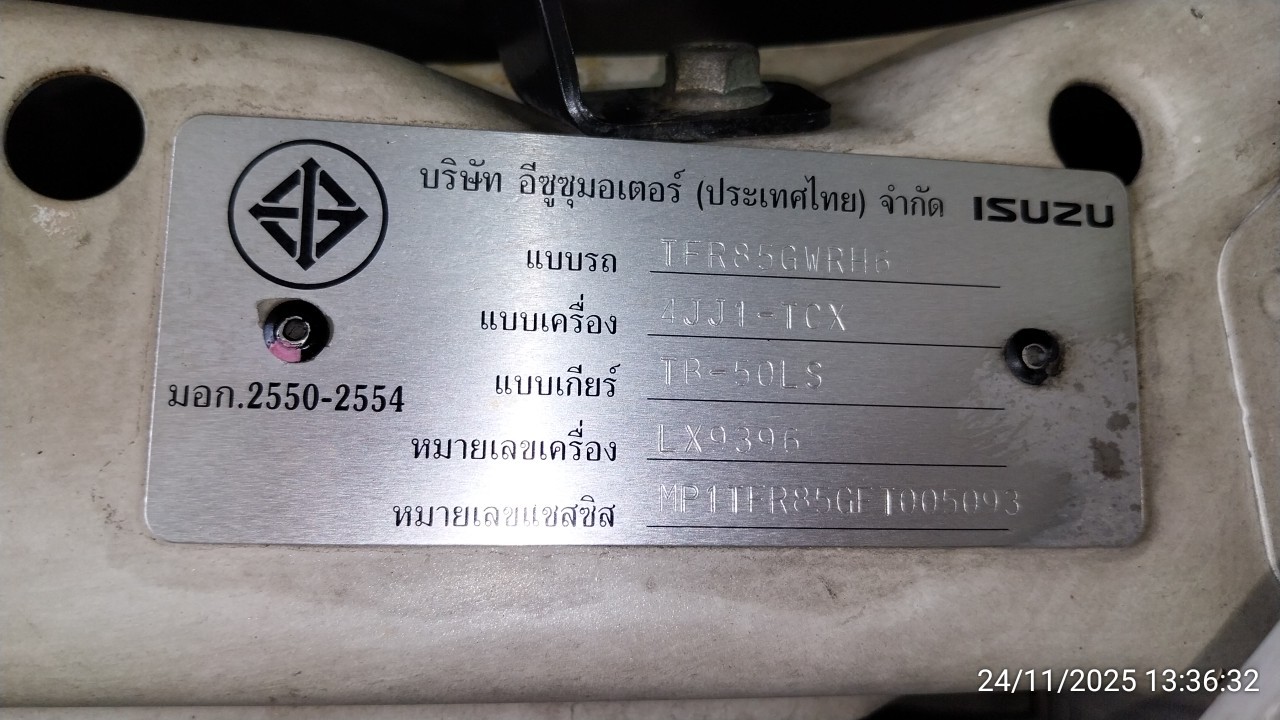 บริษัท อีซูซุมอเตอร์ (ประเทศไทย) จำกัด ISUZU
แบบรถ TFR85GWRH6
แบบเครื่อง 4JJ1-TCX
แบบเกียร์ TB-50LS
มอก.2550-2554
หมายเลขเครื่อง LX9396
หมายเลขแชสซิส MP1TFR85GFT005093
24/11/2025 13:36:32